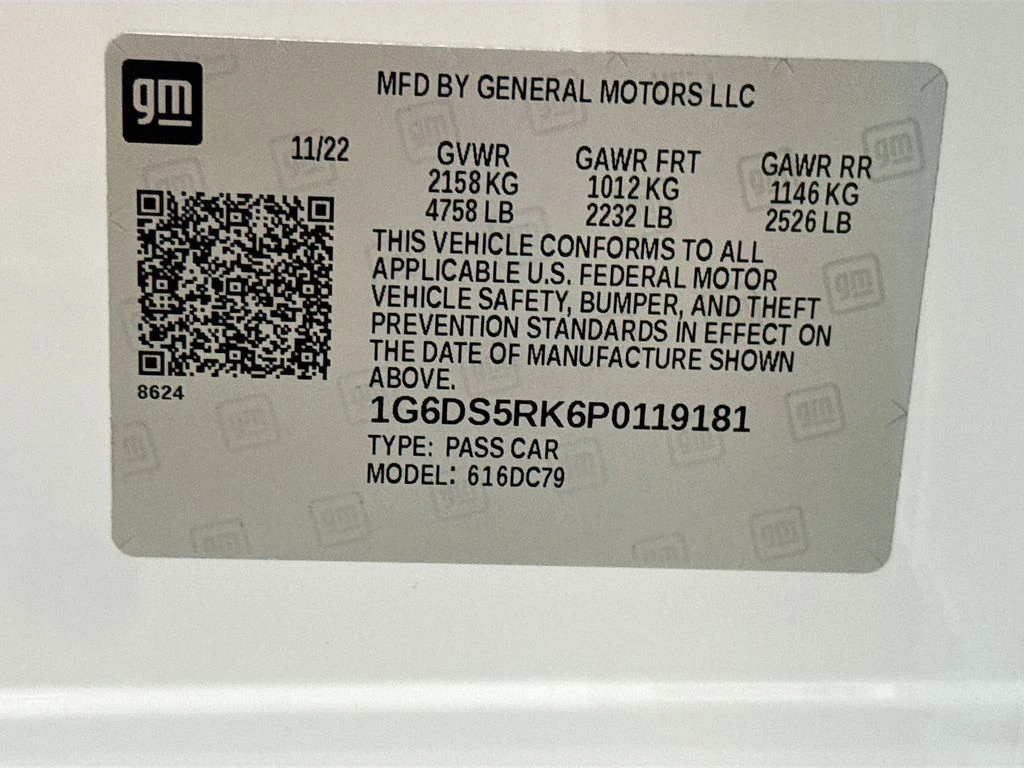 gm
MFD BY GENERAL MOTORS LLC
11/22 GVWR GAWR FRT GAWR RR
2158 KG 1012 KG 1146 KG
4758 LB 2232 LB 2526 LB
THIS VEHICLE CONFORMS TO ALL
APPLICABLE U.S. FEDERAL MOTOR
VEHICLE SAFETY, BUMPER, AND THEFT
PREVENTION STANDARDS IN EFFECT ON
THE DATE OF MANUFACTURE SHOWN
ABOVE.
8624
1G6DS5RK6P0119181
TYPE: PASS CAR
MODEL: 616DC79